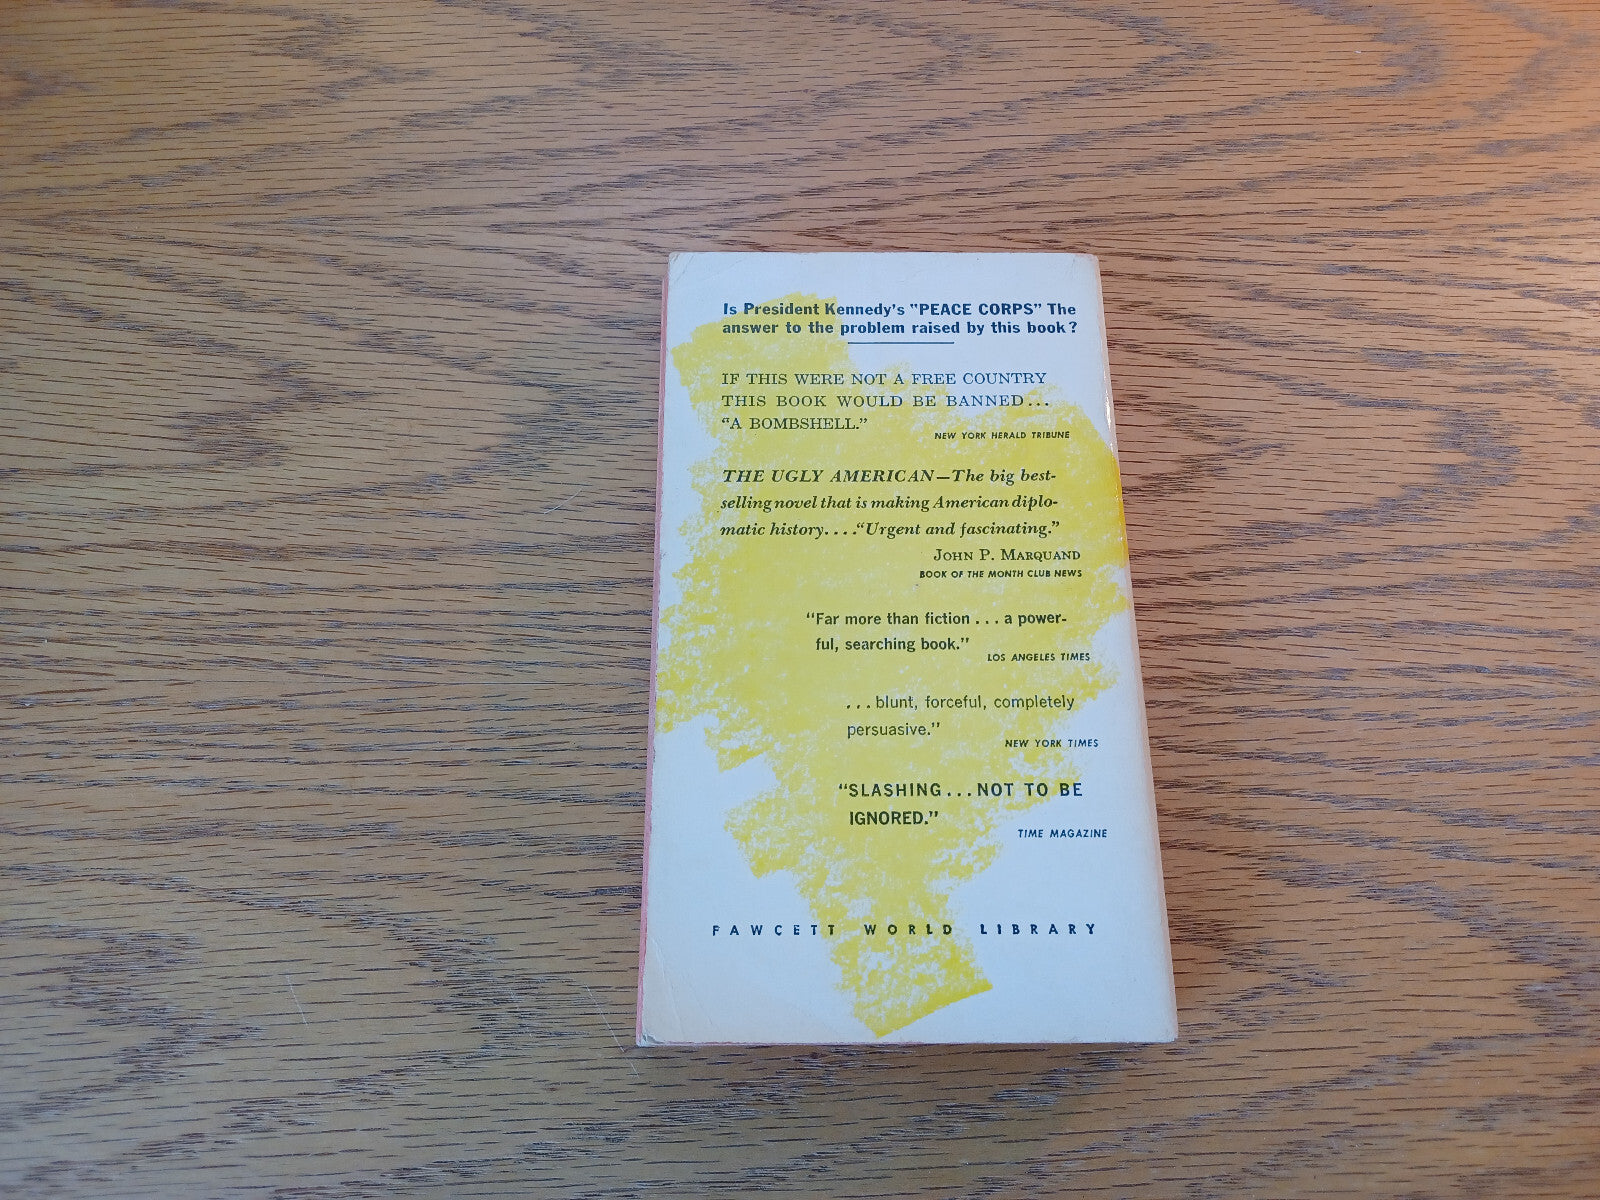 Is President Kennedy's "PEACE CORPS" The
answer to the problem raised by this book?
IF THIS WERE NOT A FREE COUNTRY
THIS BOOK WOULD BE BANNED...
"A BOMBSHELL."
NEW YORK HERALD TRIBUNE
THE UGLY AMERICAN—The big best-
selling novel that is making American diplo-
matic history...."Urgent and fascinating."
JOHN P. MARQUAND
BOOK OF THE MONTH CLUB NEWS
"Far more than fiction...a power-
ful, searching book."
LOS ANGELES TIMES
...blunt, forceful, completely
persuasive."
NEW YORK TIMES
"SLASHING...NOT TO BE
IGNORED."
TIME MAGAZINE
FAWCETT WORLD LIBRARY